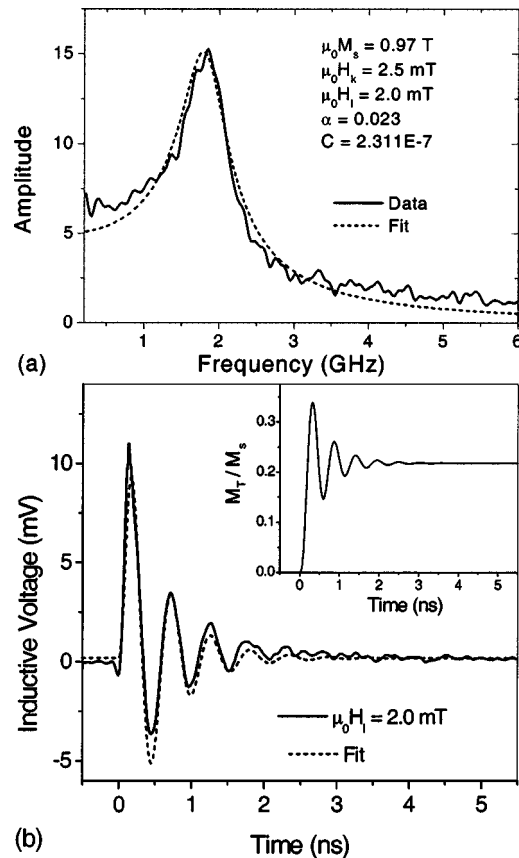 15
10
5
0
Amplitude
μ₀Mₛ = 0.97 T
μ₀Hₖ = 2.5 mT
μ₀Hₗ = 2.0 mT
α = 0.023
C = 2.311E-7
Data
Fit
1 2 3 4 5 6
(a) Frequency (GHz)
10
5
0
-5
Inductive Voltage (mV)
0.3
0.2
0.1
0.0
M_T / Mₛ
0 1 2 3 4 5
Time (ns)
μ₀Hₗ = 2.0 mT
Fit
0 1 2 3 4 5
(b) Time (ns)